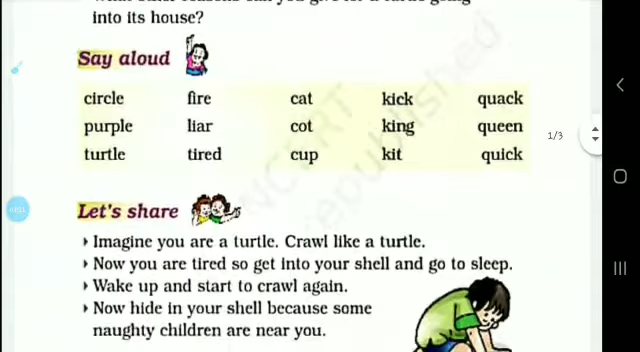 into its house?
Say aloud
circle fire cat kick quack
purple liar cot king queen
turtle tired cup kit quick
1/3
Let's share
Imagine you are a turtle. Crawl like a turtle.
Now you are tired so get into your shell and go to sleep.
Wake up and start to crawl again.
Now hide in your shell because some
naughty children are near you.